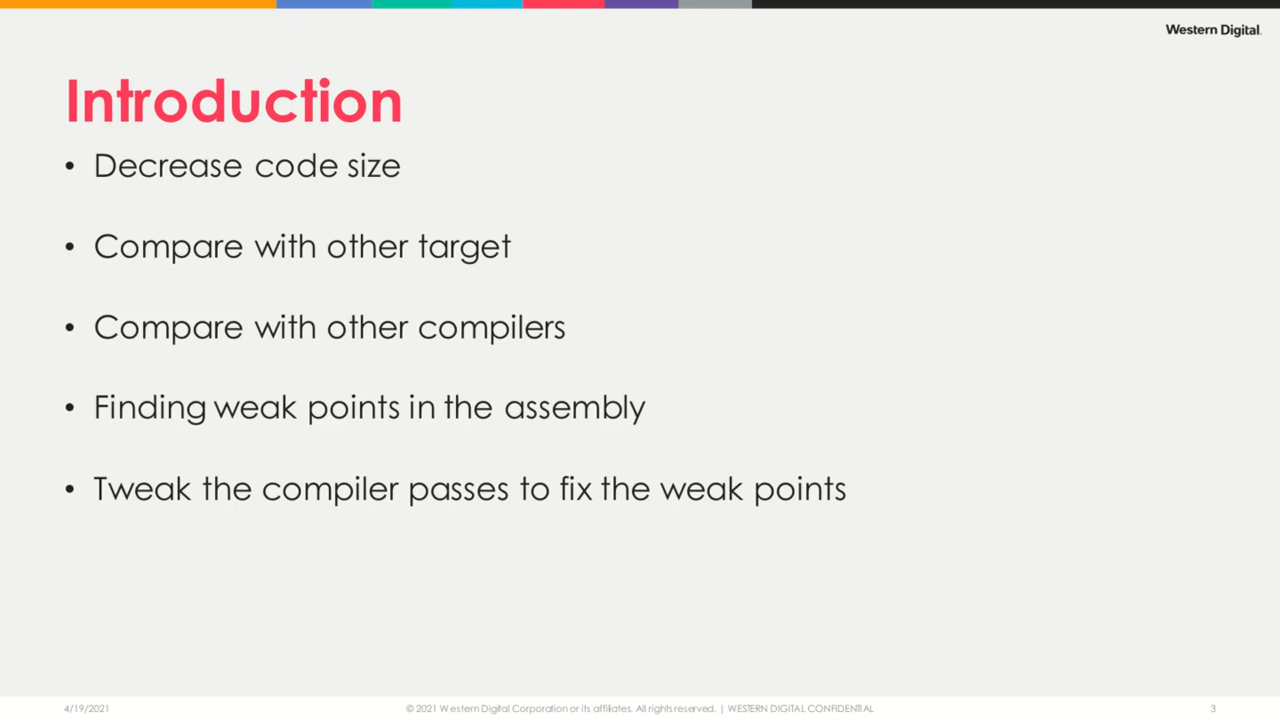 Western Digital.
Introduction
• Decrease code size
• Compare with other target
• Compare with other compilers
• Finding weak points in the assembly
• Tweak the compiler passes to fix the weak points
4/19/2021
© 2021 Western Digital Corporation or its affiliates. All rights reserved. | WESTERN DIGITAL CONFIDENTIAL
3